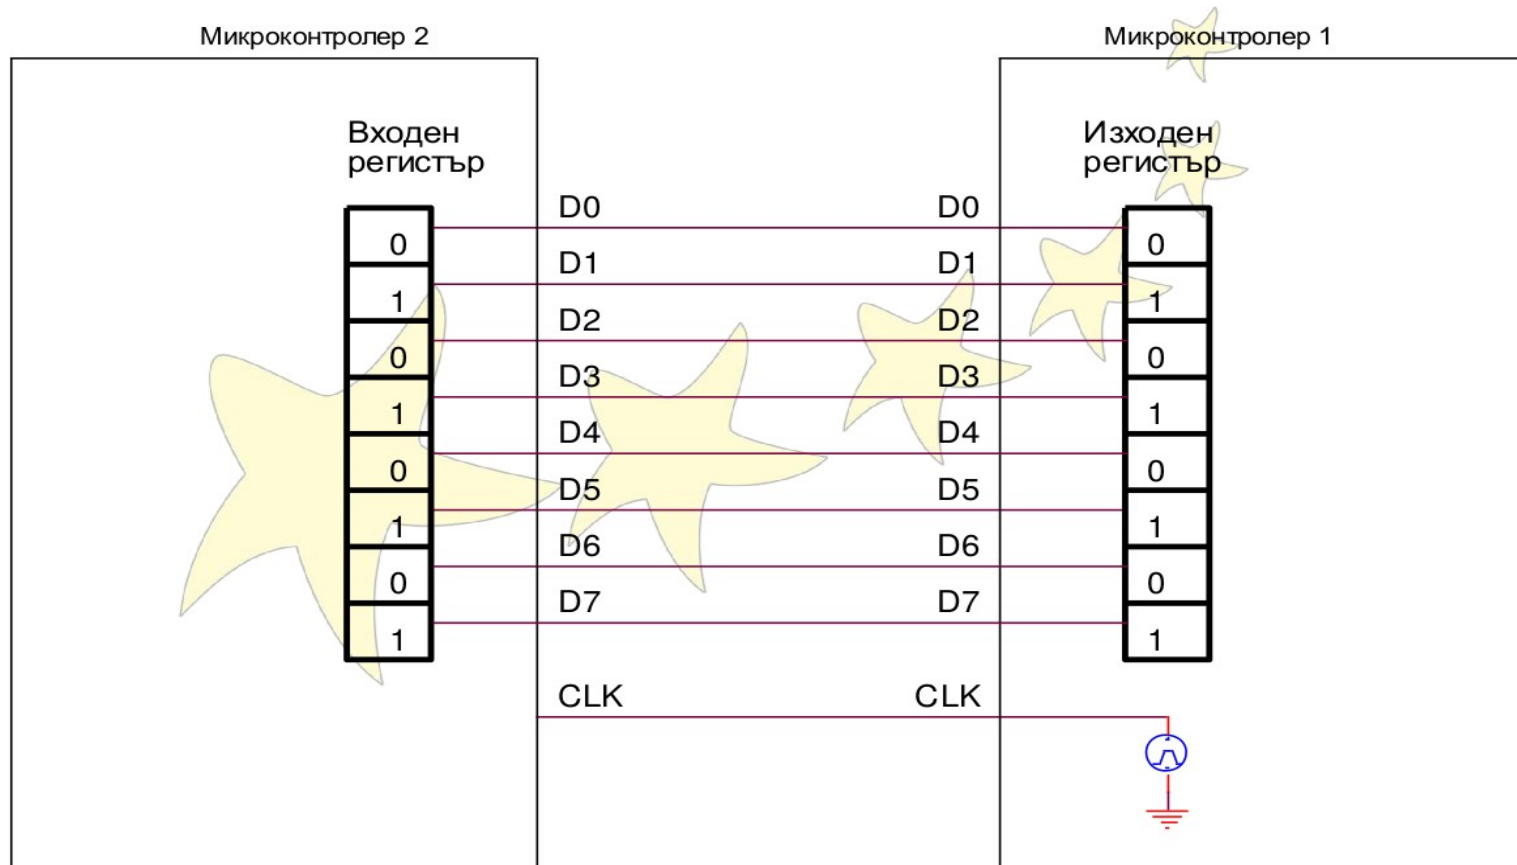 Микроконтролер 2
Микроконтролер 1
Входен
регистър
Изходен
регистър
D0 D0
0 0
D1 D1
1 1
D2 D2
0 0
D3 D3
1 1
D4 D4
0 0
D5 D5
1 1
D6 D6
0 0
D7 D7
1 1
CLK CLK